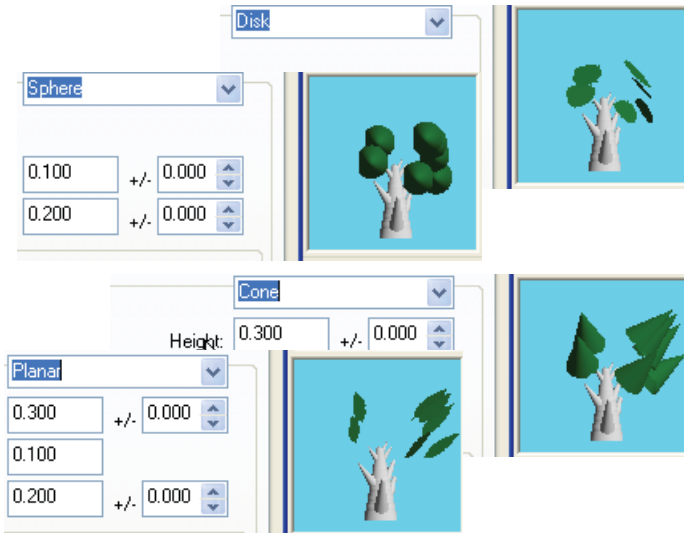 Disk
Sphere
0.100 +/- 0.000
0.200 +/- 0.000
Cone
Height: 0.300 +/- 0.000
Planar
0.300 +/- 0.000
0.100
0.200 +/- 0.000